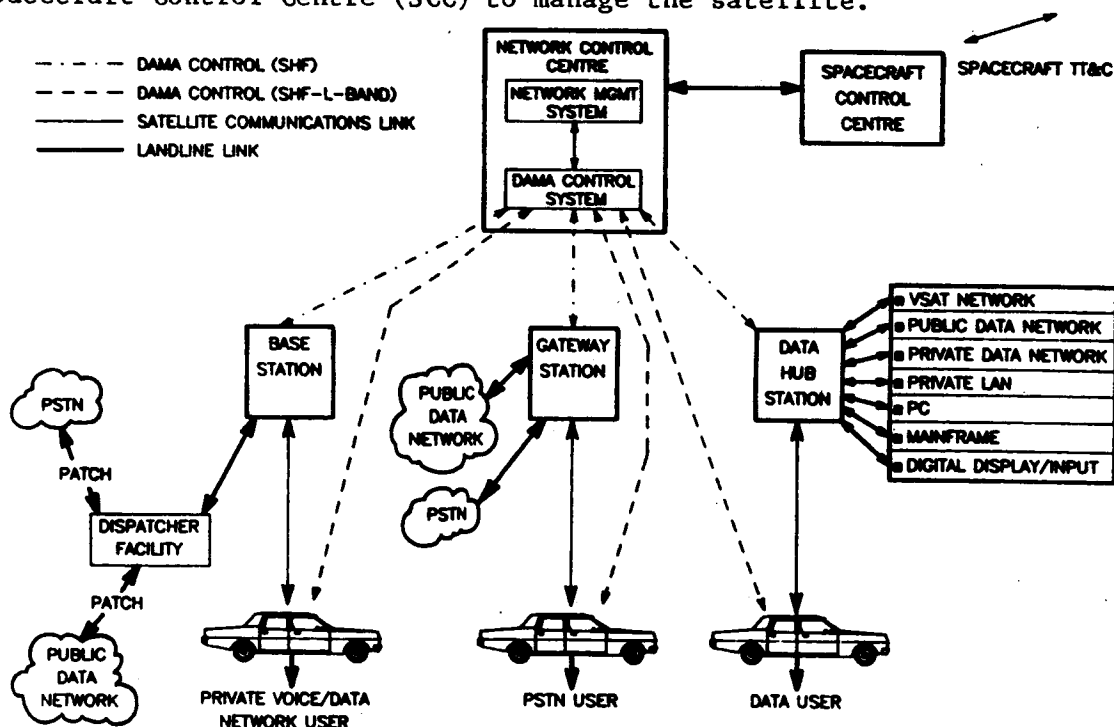 Spacecraft Control Centre (SCC) to manage the satellite.
DAMA CONTROL (SHF)
DAMA CONTROL (SHF-L-BAND)
SATELLITE COMMUNICATIONS LINK
LANDLINE LINK
NETWORK CONTROL
CENTRE
NETWORK MGMT
SYSTEM
DAMA CONTROL
SYSTEM
SPACECRAFT
CONTROL
CENTRE
SPACECRAFT TT&C
BASE
STATION
GATEWAY
STATION
DATA
HUB
STATION
VSAT NETWORK
PUBLIC DATA NETWORK
PRIVATE DATA NETWORK
PRIVATE LAN
PC
MAINFRAME
DIGITAL DISPLAY/INPUT
PSTN
PATCH
DISPATCHER
FACILITY
PATCH
PUBLIC
DATA
NETWORK
PUBLIC
DATA
NETWORK
PSTN
PRIVATE VOICE/DATA
NETWORK USER
PSTN USER
DATA USER